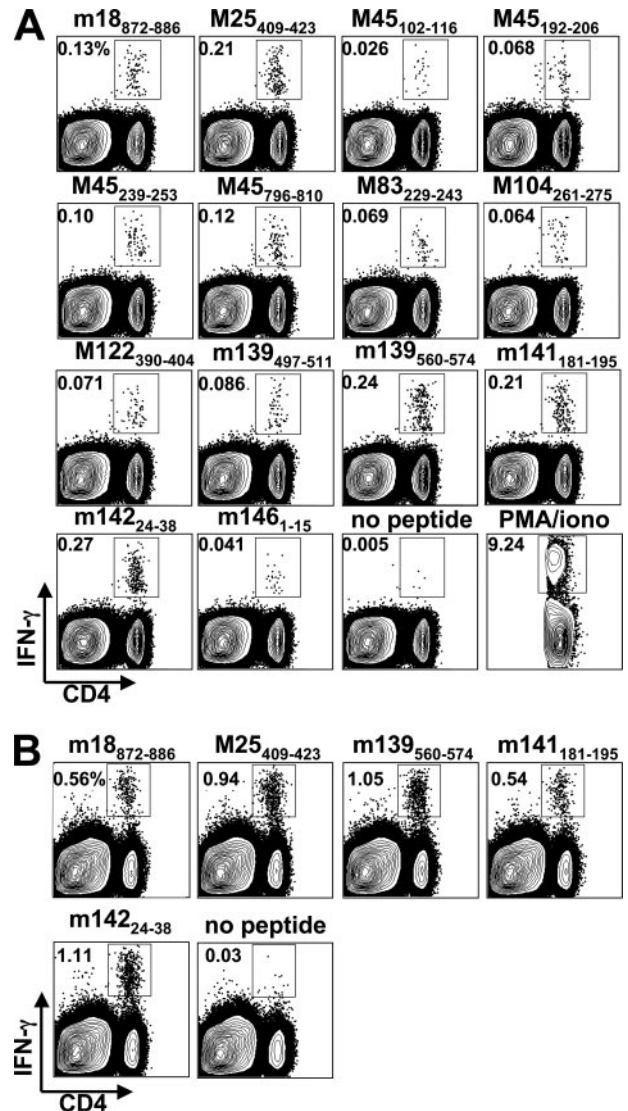 A
m18872-886 M25409-423 M45102-116 M45192-206
0.13% 0.21 0.026 0.068
M45239-253 M45796-810 M83229-243 M104261-275
0.10 0.12 0.069 0.064
M122390-404 m139497-511 m139560-574 m141181-195
0.071 0.086 0.24 0.21
m14224-38 m1461-15 no peptide PMA/iono
0.27 0.041 0.005 9.24
IFN-γ
CD4
B
m18872-886 M25409-423 m139560-574 m141181-195
0.56% 0.94 1.05 0.54
m14224-38 no peptide
1.11 0.03
IFN-γ
CD4